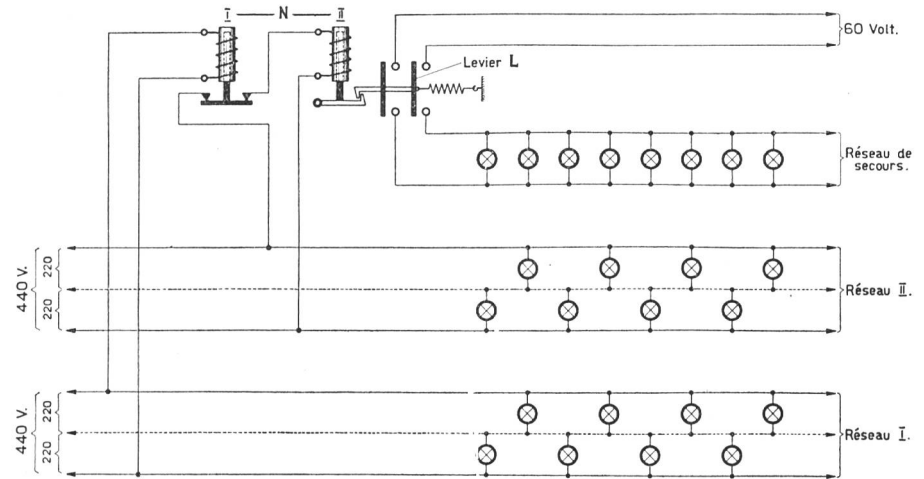 I N II
60 Volt.
Levier L
Réseau de
secours.
440 V.
220
220
Réseau II.
440 V.
220
220
Réseau I.